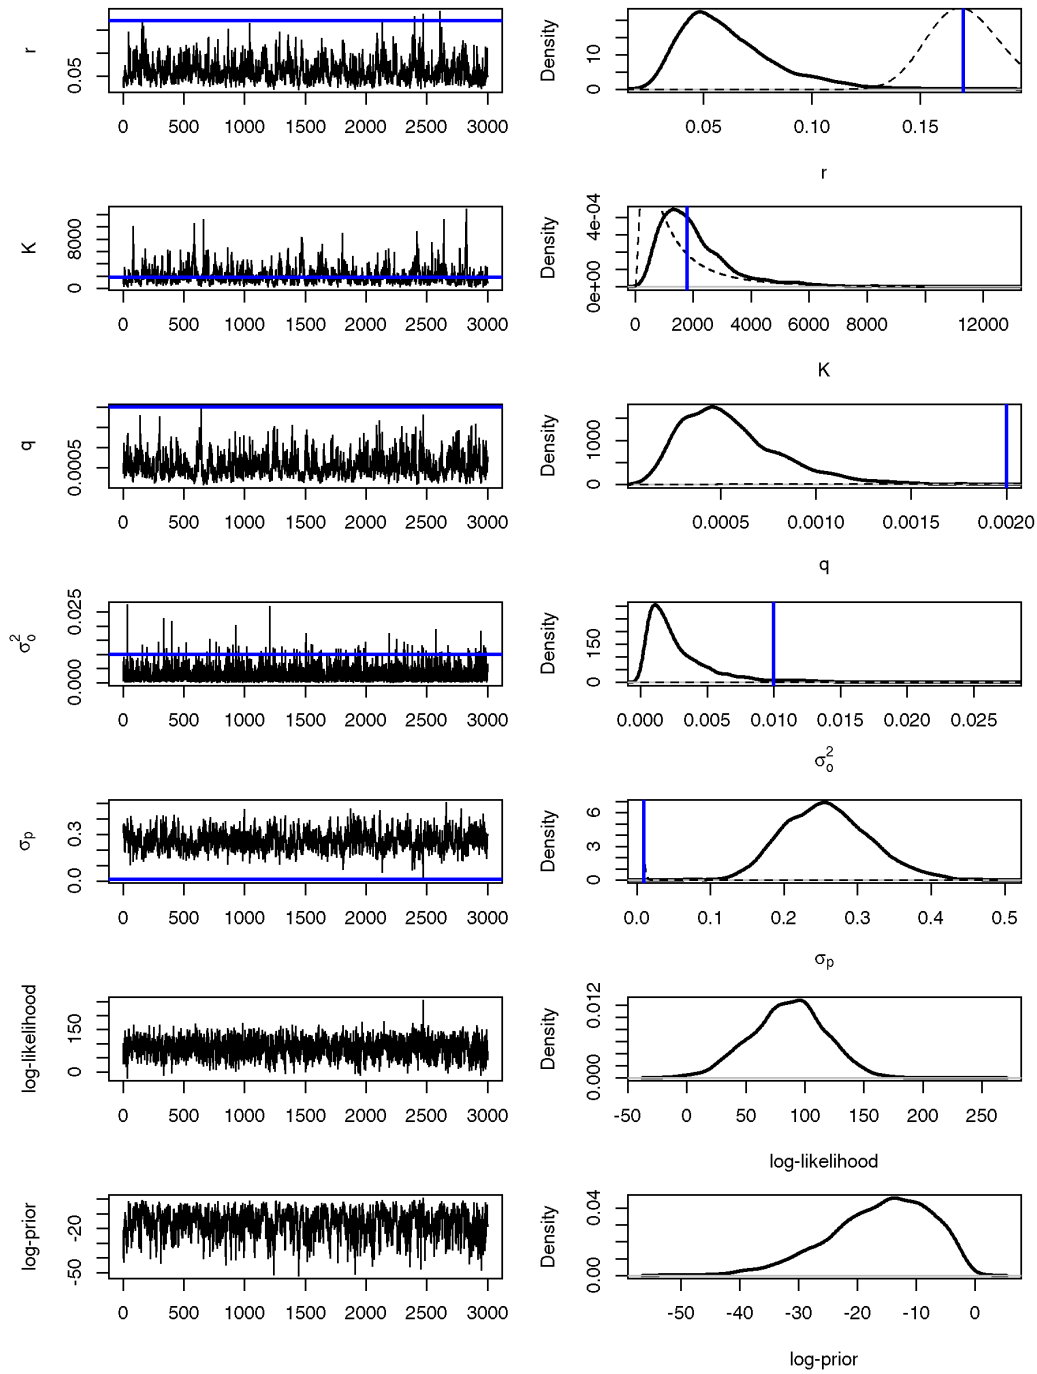 r
0.05
0 500 1000 1500 2000 2500 3000
Density
0 10
0.05 0.10 0.15
r
K
0 8000
0 500 1000 1500 2000 2500 3000
Density
0e+00 4e-04
0 2000 4000 6000 8000 12000
K
q
0.0005
0 500 1000 1500 2000 2500 3000
Density
0 1000
0.0005 0.0010 0.0015 0.0020
q
σ²ₒ
0.000 0.025
0 500 1000 1500 2000 2500 3000
Density
0 150
0.000 0.005 0.010 0.015 0.020 0.025
σ²ₒ
σₚ
0.0 0.3
0 500 1000 1500 2000 2500 3000
Density
0 3 6
0.0 0.1 0.2 0.3 0.4 0.5
σₚ
log-likelihood
0 150
0 500 1000 1500 2000 2500 3000
Density
0.000 0.012
-50 0 50 100 150 200 250
log-likelihood
log-prior
-50 -20
0 500 1000 1500 2000 2500 3000
Density
0.00 0.04
-50 -40 -30 -20 -10 0
log-prior